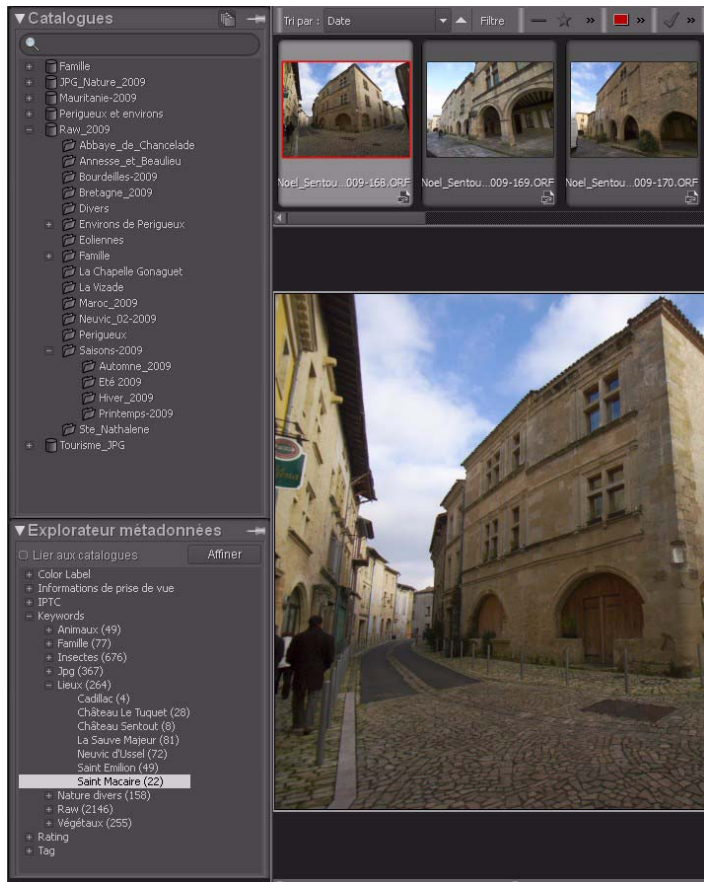 Catalogues
Famille
JPG_Nature_2009
Mauritanie-2009
Perigueux et environs
Raw_2009
Abbaye_de_Chancelade
Annesse_et_Beaulieu
Bourdeilles-2009
Bretagne_2009
Divers
Environs de Perigueux
Eoliennes
Famille
La Chapelle Gonaguet
La Vizade
Maroc_2009
Neuvic_02-2009
Perigueux
Saisons-2009
Automne_2009
Eté 2009
Hiver_2009
Printemps-2009
Ste_Nathalene
Tourisme_JPG
Explorateur métadonnées
Lier aux catalogues Affiner
Color Label
Informations de prise de vue
IPTC
Keywords
Animaux (49)
Famille (77)
Insectes (676)
Jpg (367)
Lieux (264)
Cadillac (4)
Château Le Tuquet (28)
Château Sentout (8)
La Sauve Majeur (81)
Neuvic d'Ussel (72)
Saint Emilion (49)
Saint Macaire (22)
Nature divers (158)
Raw (2146)
Végétaux (255)
Rating
Tag
Tri par : Date Filtre
Noel_Sentou...009-168.ORF Noel_Sentou...009-169.ORF Noel_Sentou...009-170.ORF